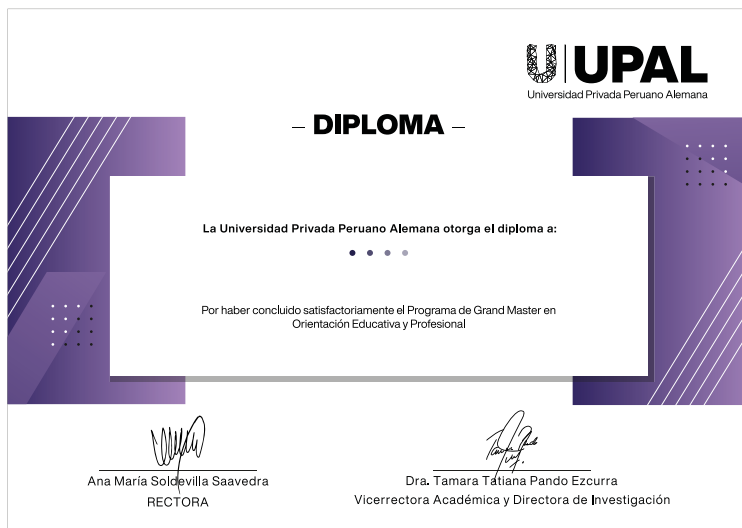 UPAL
Universidad Privada Peruano Alemana
– DIPLOMA –
La Universidad Privada Peruano Alemana otorga el diploma a:
Por haber concluido satisfactoriamente el Programa de Grand Master en
Orientación Educativa y Profesional
Ana María Soldevilla Saavedra
RECTORA
Dra. Tamara Tatiana Pando Ezcurra
Vicerrectora Académica y Directora de Investigación